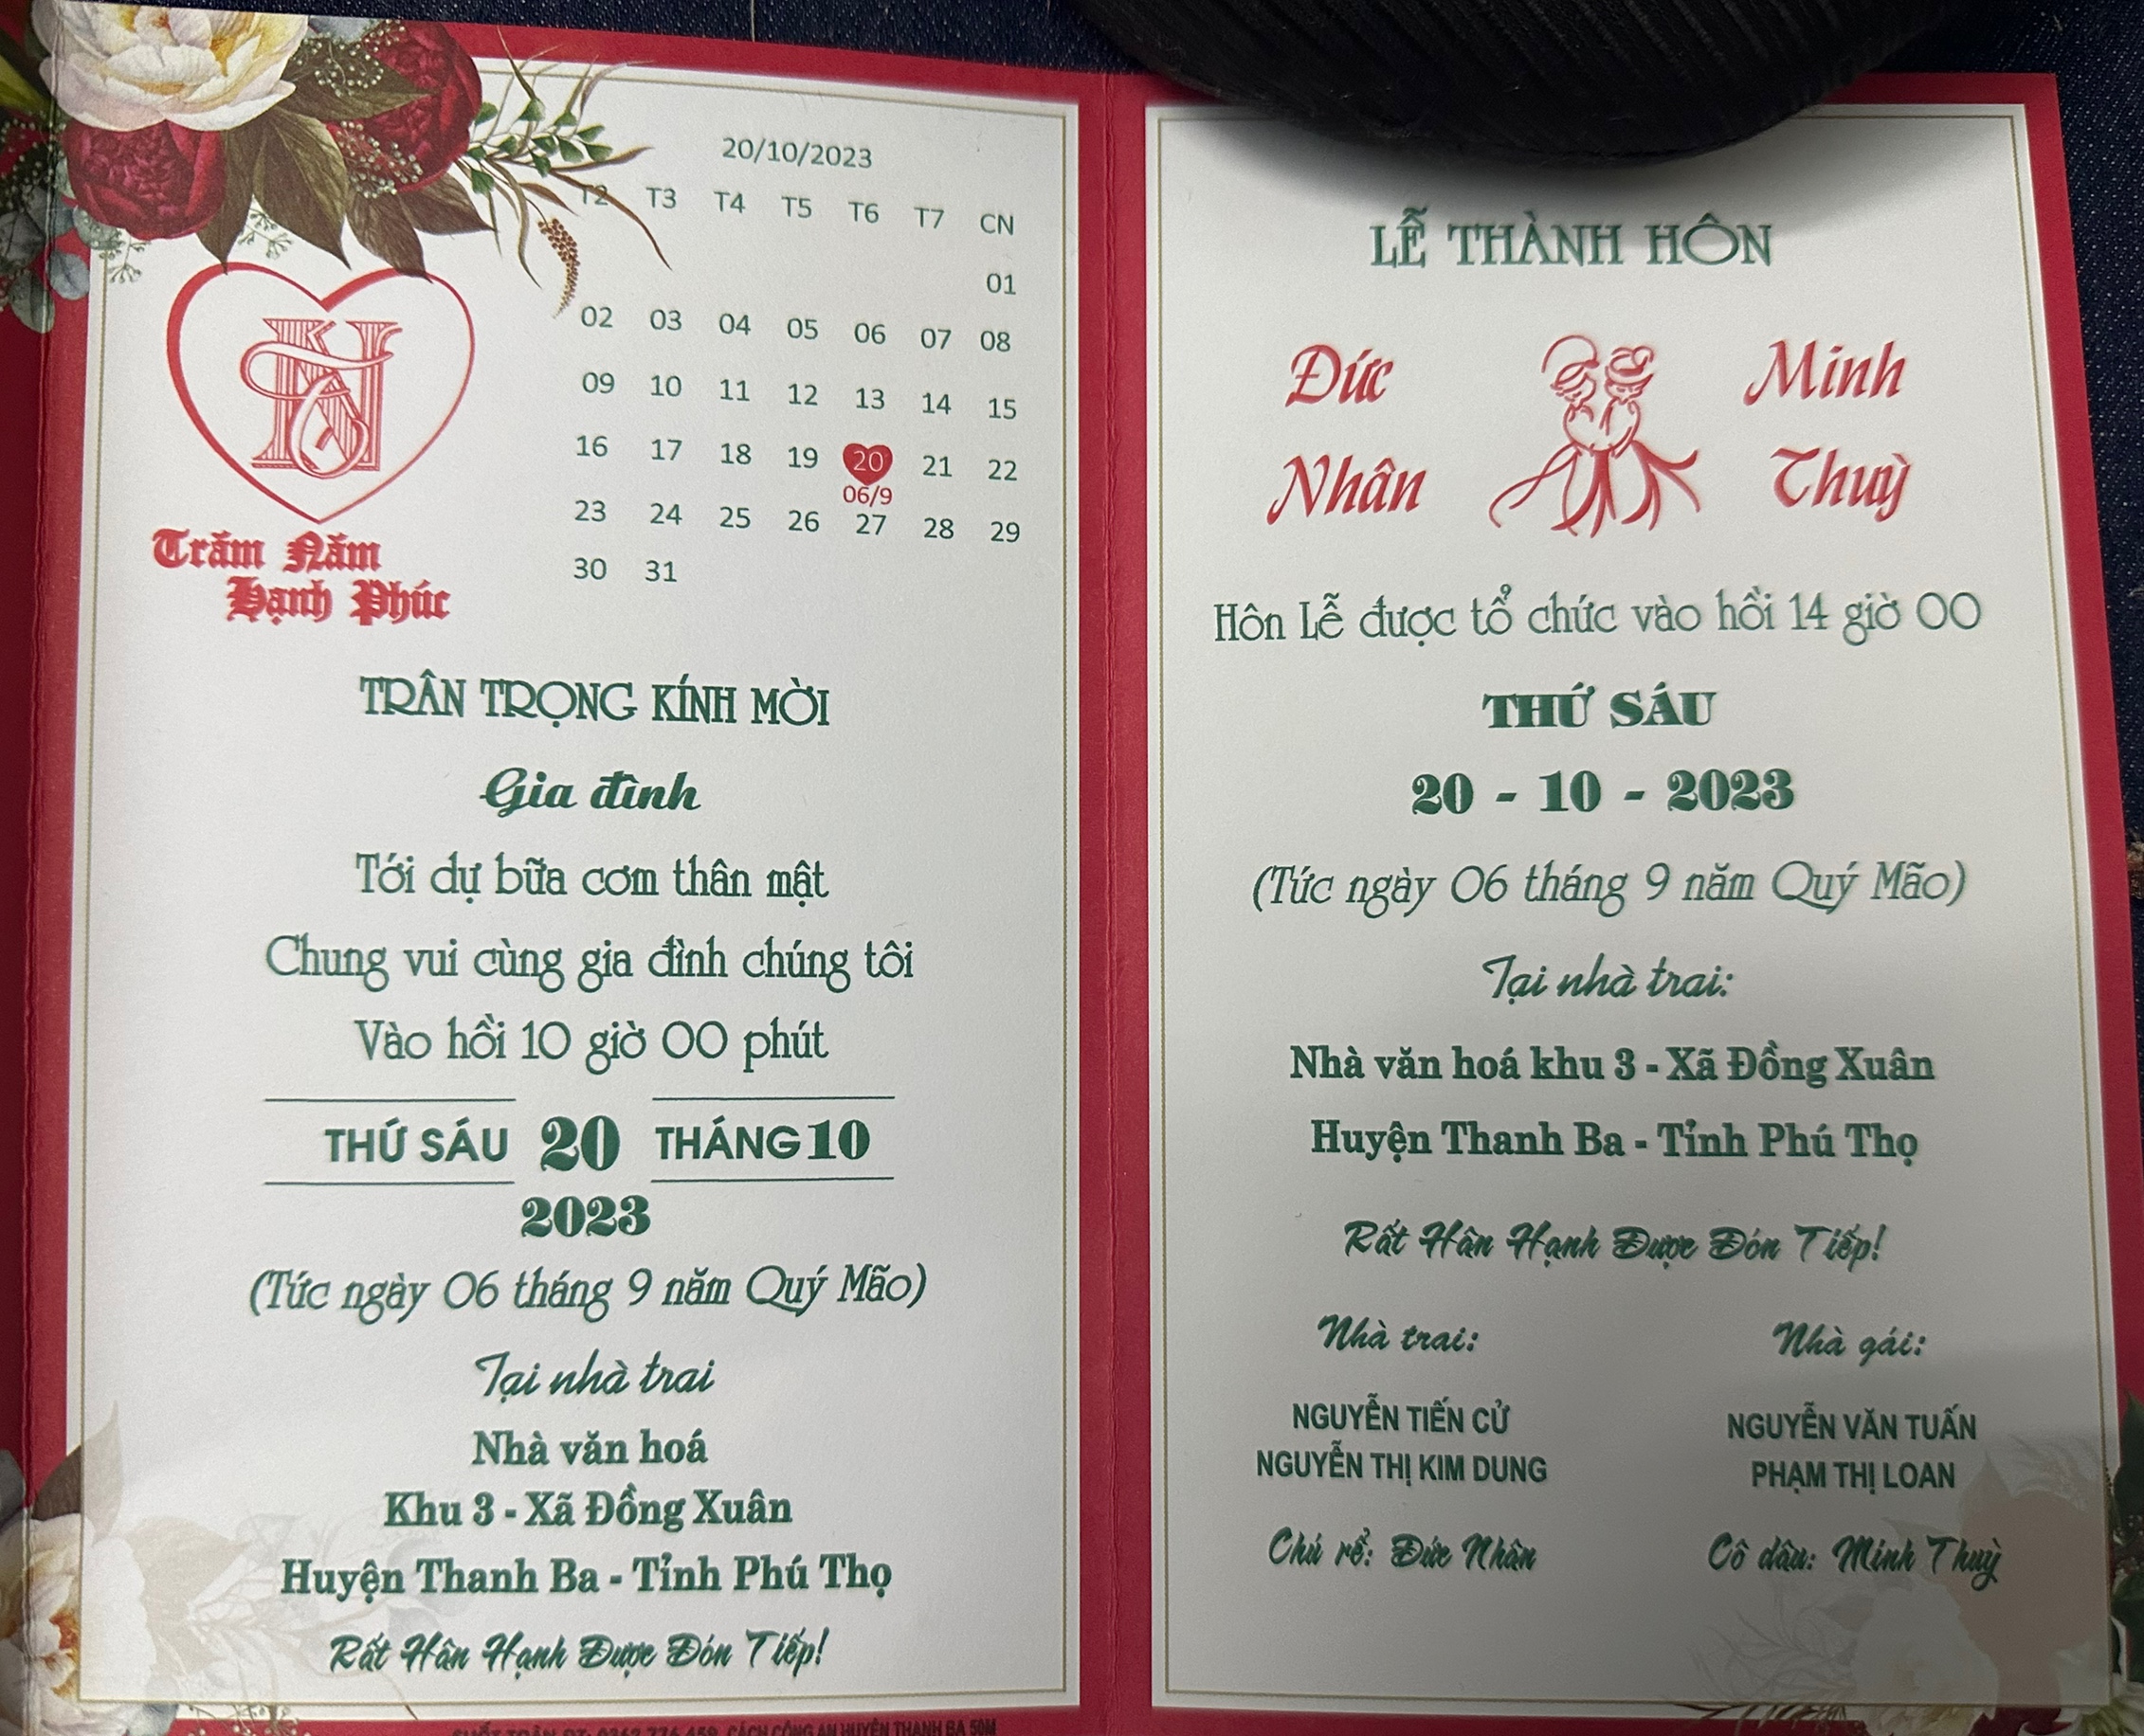 20/10/2023
T2 T3 T4 T5 T6 T7 CN
01
02 03 04 05 06 07 08
09 10 11 12 13 14 15
16 17 18 19 20 21 22
06/9
23 24 25 26 27 28 29
30 31
Trăm Năm
Hạnh Phúc
TRÂN TRỌNG KÍNH MỜI
Gia đình
Tới dự bữa cơm thân mật
Chung vui cùng gia đình chúng tôi
Vào hồi 10 giờ 00 phút
THỨ SÁU 20 THÁNG 10
2023
(Tức ngày 06 tháng 9 năm Quý Mão)
Tại nhà trai
Nhà văn hoá
Khu 3 - Xã Đồng Xuân
Huyện Thanh Ba - Tỉnh Phú Thọ
Rất Hân Hạnh Được Đón Tiếp!
CÁCH CÔNG AN HUYỆN THANH BA 50M
LỄ THÀNH HÔN
Đức Minh
Nhân Thuỳ
Hôn Lễ được tổ chức vào hồi 14 giờ 00
THỨ SÁU
20 - 10 - 2023
(Tức ngày 06 tháng 9 năm Quý Mão)
Tại nhà trai:
Nhà văn hoá khu 3 - Xã Đồng Xuân
Huyện Thanh Ba - Tỉnh Phú Thọ
Rất Hân Hạnh Được Đón Tiếp!
Nhà trai: Nhà gái:
NGUYỄN TIẾN CỬ NGUYỄN VĂN TUẤN
NGUYỄN THỊ KIM DUNG PHẠM THỊ LOAN
Chú rể: Đức Nhân Cô dâu: Minh Thuỳ